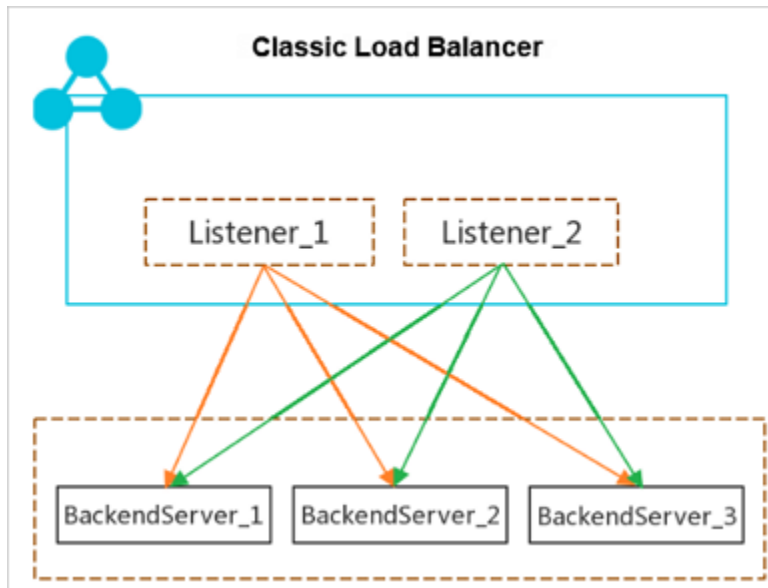 Classic Load Balancer
Listener_1
Listener_2
BackendServer_1
BackendServer_2
BackendServer_3